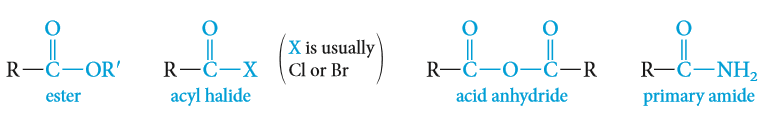 O O O O O
R—C—OR′ R—C—X (X is usually Cl or Br) R—C—O—C—R R—C—NH₂
ester acyl halide acid anhydride primary amide